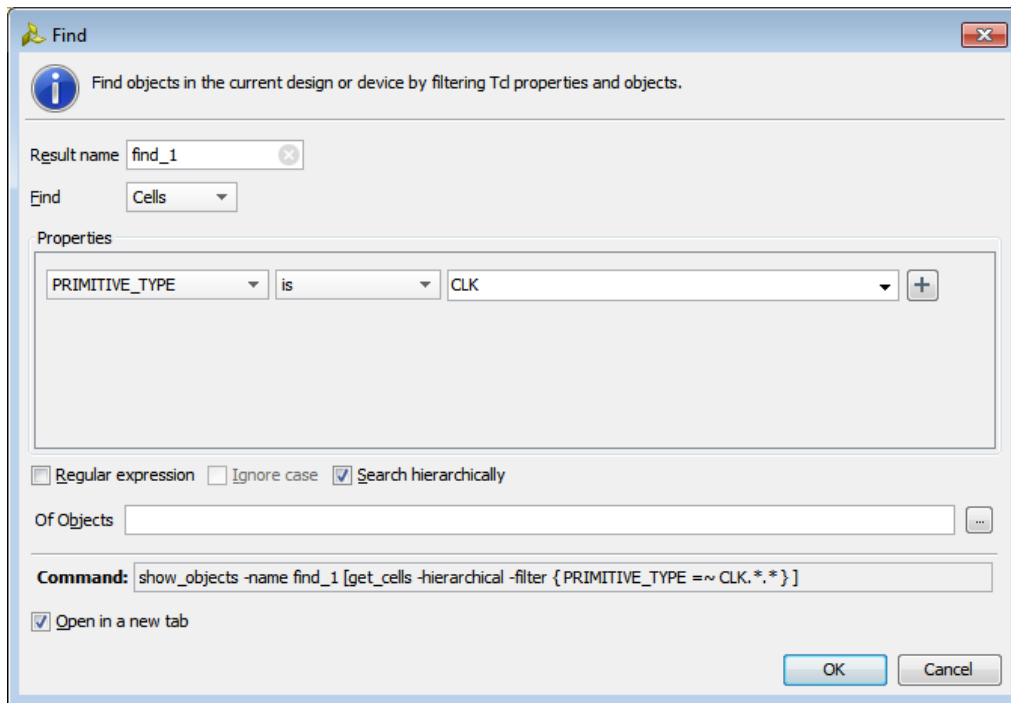 Find
Find objects in the current design or device by filtering Tcl properties and objects.
Result name find_1
Find Cells
Properties
PRIMITIVE_TYPE is CLK +
Regular expression Ignore case Search hierarchically
Of Objects ...
Command: show_objects -name find_1 [get_cells -hierarchical -filter { PRIMITIVE_TYPE =~ CLK.*.* } ]
Open in a new tab
OK Cancel